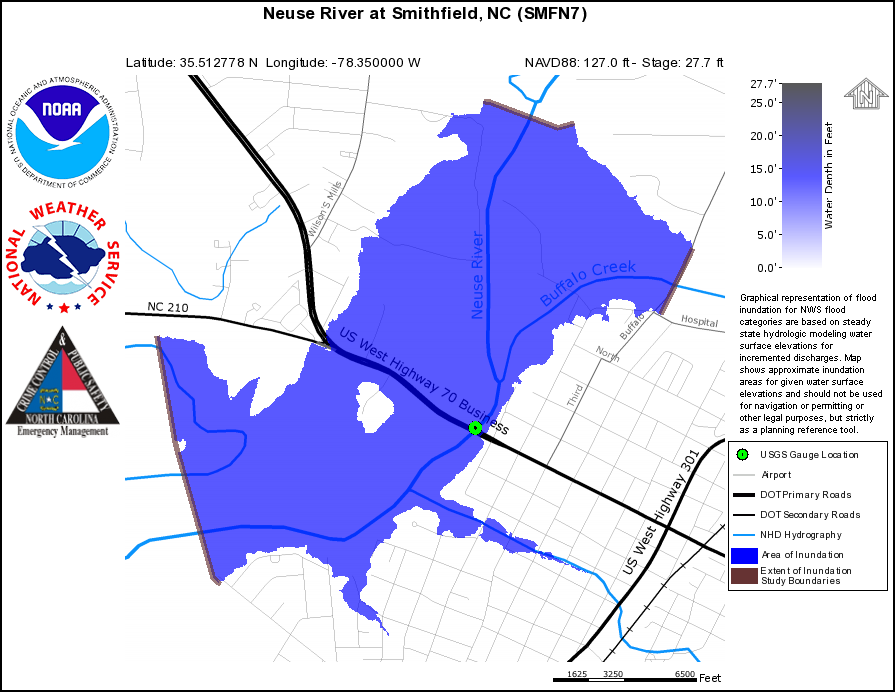 Neuse River at Smithfield, NC (SMFN7)
Latitude: 35.512778 N Longitude: -78.350000 W
NAVD88: 127.0 ft - Stage: 27.7 ft
NATIONAL OCEANIC AND ATMOSPHERIC ADMINISTRATION
NOAA
U.S. DEPARTMENT OF COMMERCE
NATIONAL WEATHER SERVICE
CRIME CONTROL & PUBLIC SAFETY
N C
NORTH CAROLINA
Emergency Management
Wilson'S Mills
NC 210
Neuse River
Buffalo Creek
US West Highway 70 Business
Buffalo
Hospital
North
Third
US West Highway 301
27.7'
25.0'
20.0'
15.0'
10.0'
5.0'
0.0'
Water Depth in Feet
N
Graphical representation of flood
inundation for NWS flood
categories are based on steady
state hydrologic modeling water
surface elevations for
incremented discharges. Map
shows approximate inundation
areas for given water surface
elevations and should not be used
for navigation or permitting or
other legal purposes, but strictly
as a planning reference tool.
USGS Gauge Location
Airport
DOT Primary Roads
DOT Secondary Roads
NHD Hydrography
Area of Inundation
Extent of Inundation
Study Boundaries
1625 3250 6500 Feet